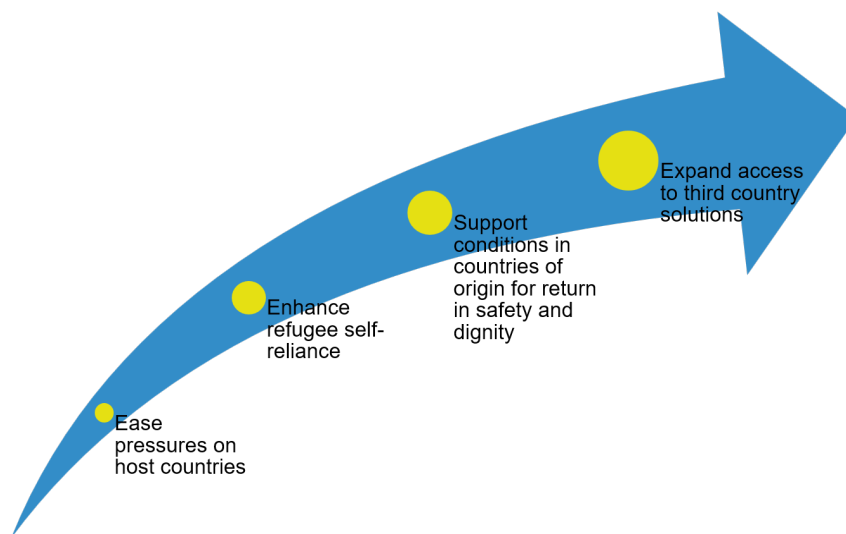 Ease
pressures on
host countries
Enhance
refugee self-
reliance
Support
conditions in
countries of
origin for return
in safety and
dignity
Expand access
to third country
solutions